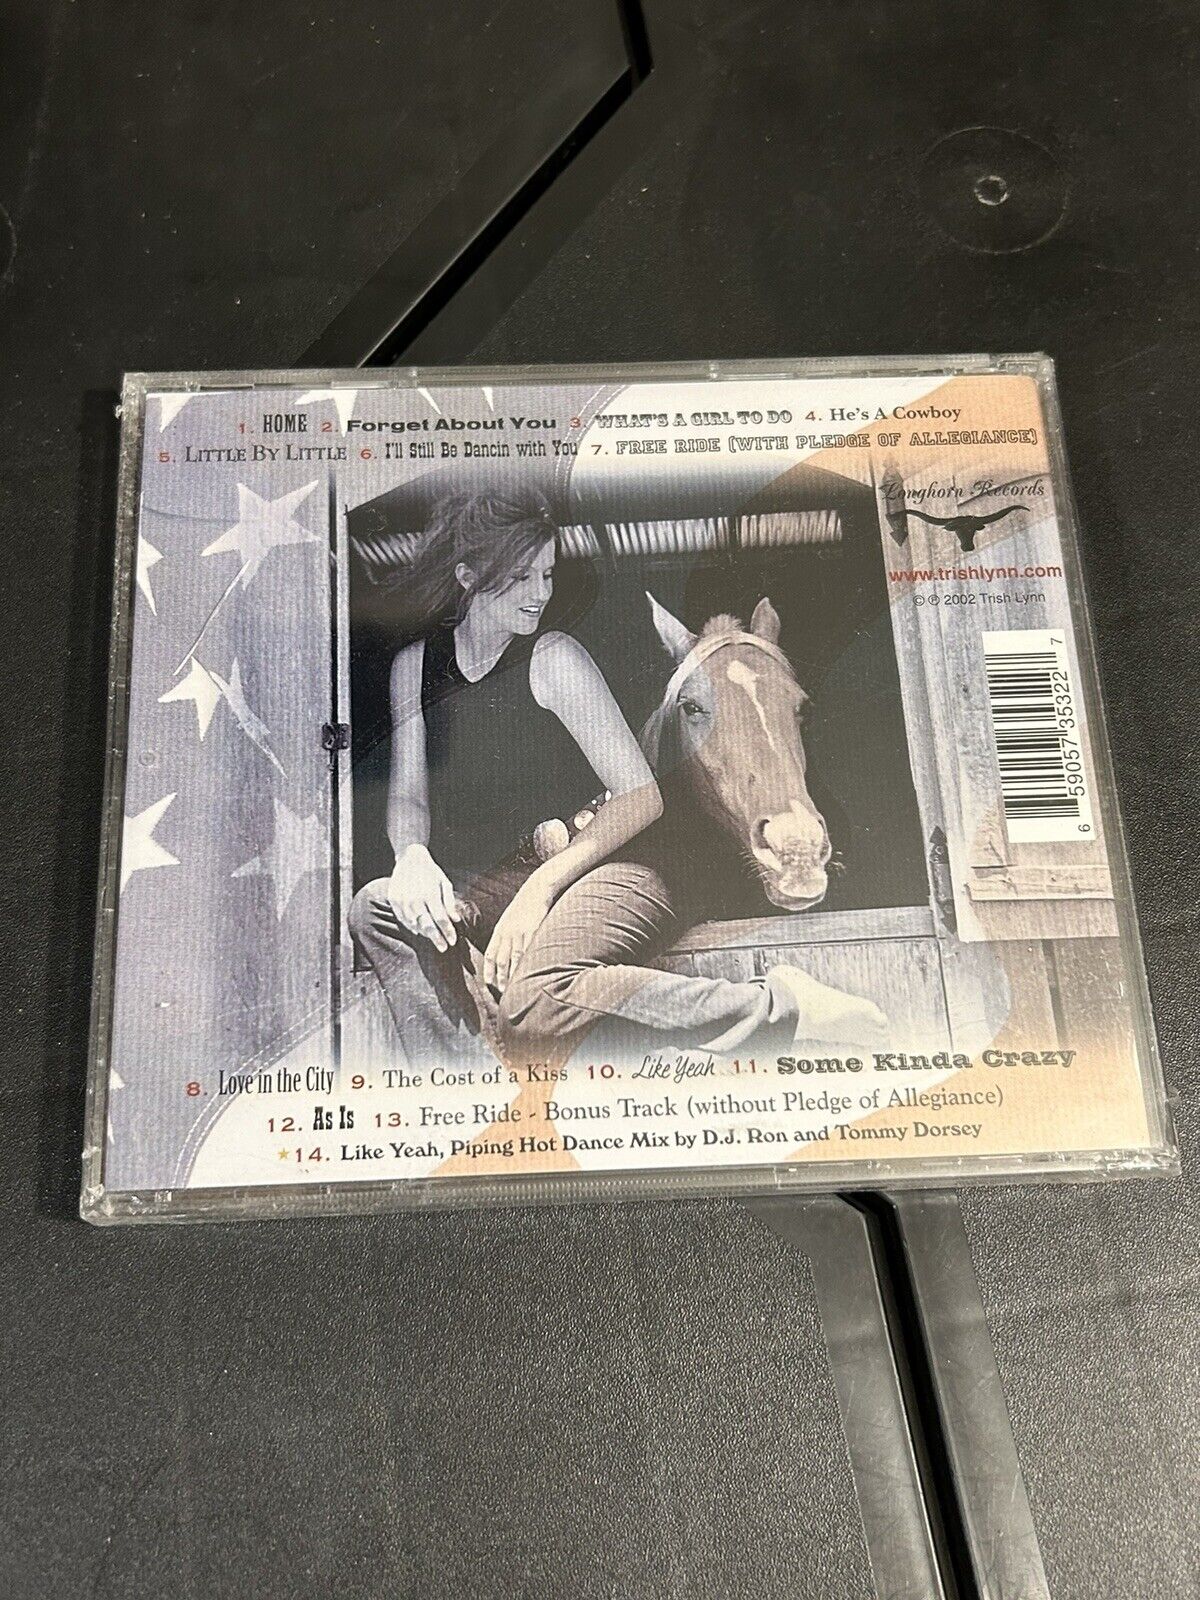 1. HOME 2. Forget About You 3. WHAT'S A GIRL TO DO 4. He's A Cowboy
5. LITTLE BY LITTLE 6. I'll Still Be Dancin with You 7. FREE RIDE (WITH PLEDGE OF ALLEGIANCE)
Longhorn Records
www.trishlynn.com
© ℗ 2002 Trish Lynn
6 59057 35322 7
8. Love in the City 9. The Cost of a Kiss 10. Like Yeah 11. Some Kinda Crazy
12. As Is 13. Free Ride - Bonus Track (without Pledge of Allegiance)
★14. Like Yeah, Piping Hot Dance Mix by D.J. Ron and Tommy Dorsey